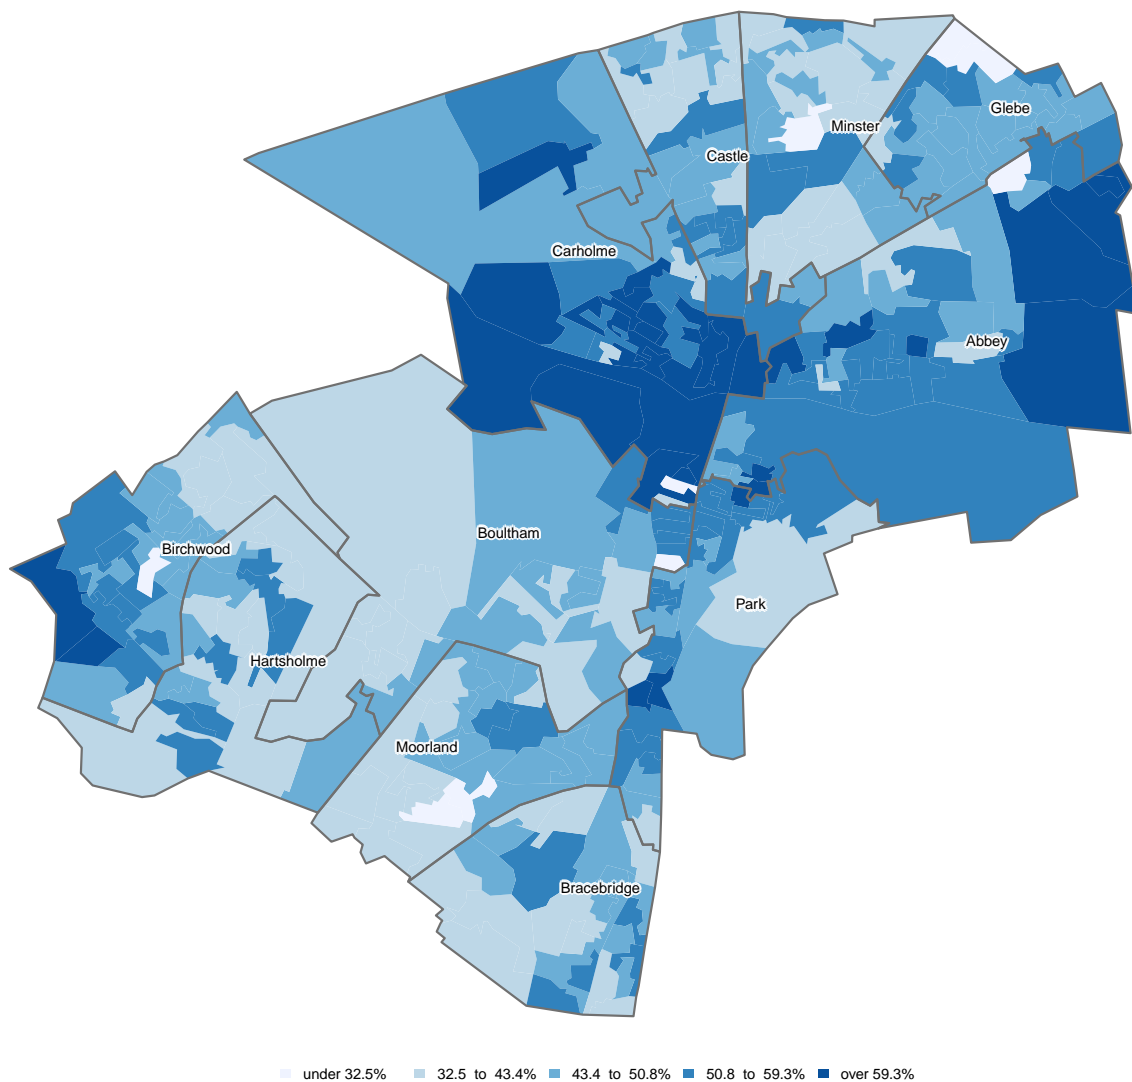 Glebe
Minster
Castle
Carholme
Abbey
Boultham
Birchwood
Park
Hartsholme
Moorland
Bracebridge
under 32.5% 32.5 to 43.4% 43.4 to 50.8% 50.8 to 59.3% over 59.3%